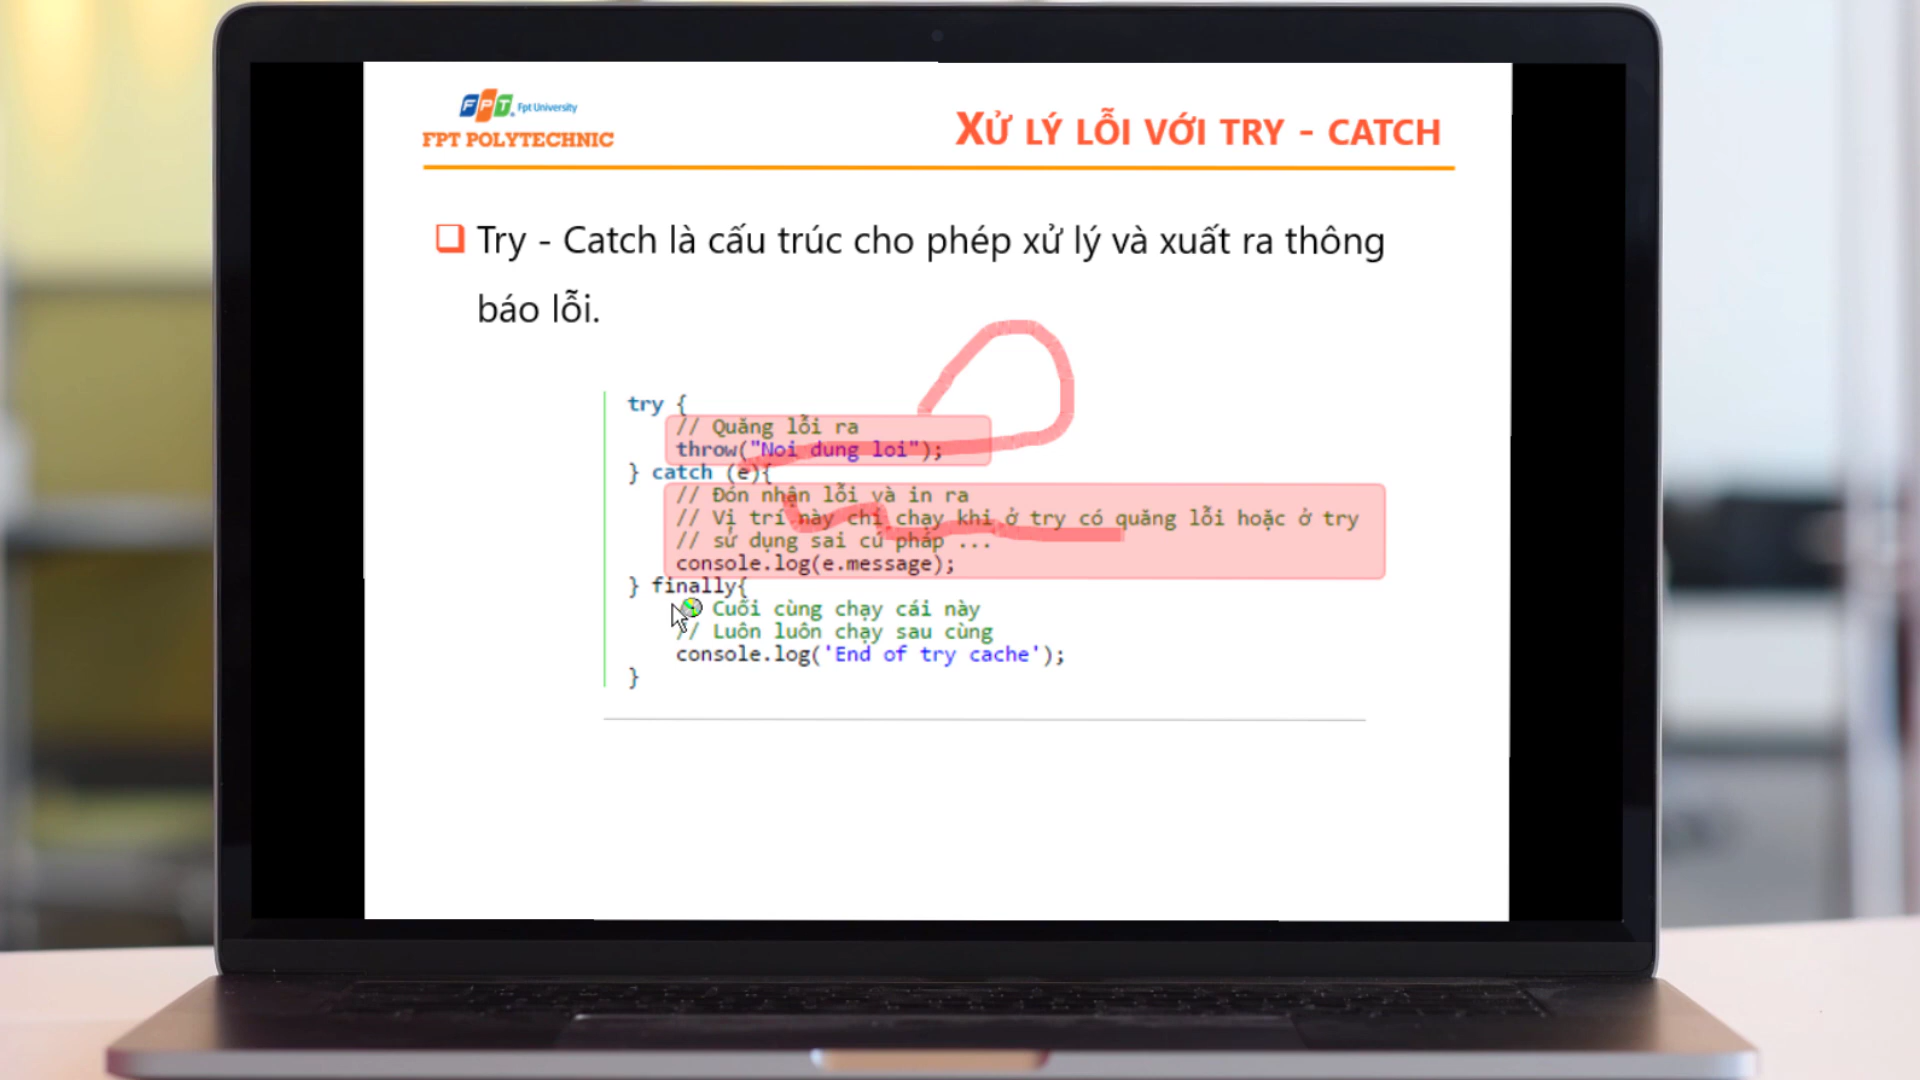 FPT Fpt University
FPT POLYTECHNIC
XỬ LÝ LỖI VỚI TRY - CATCH
Try - Catch là cấu trúc cho phép xử lý và xuất ra thông
báo lỗi.
try {
// Quăng lỗi ra
throw("Noi dung loi");
} catch (e){
// Đón nhận lỗi và in ra
// Vị trí này chỉ chạy khi ở try có quăng lỗi hoặc ở try
// sử dụng sai cú pháp ...
console.log(e.message);
} finally{
Cuối cùng chạy cái này
// Luôn luôn chạy sau cùng
console.log('End of try cache');
}